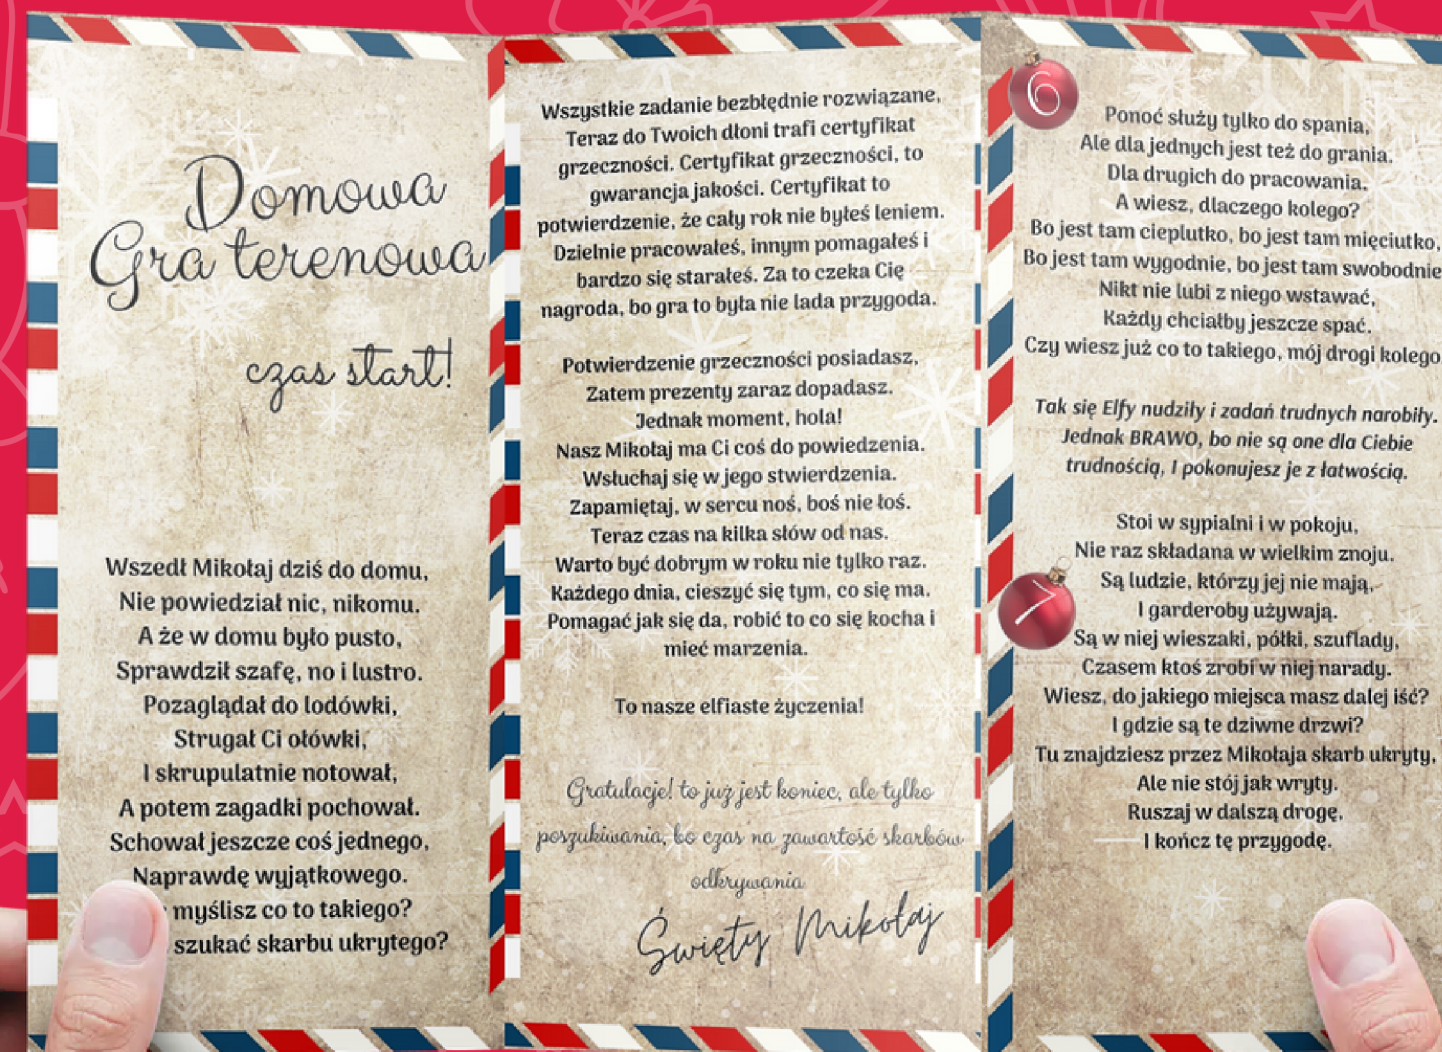 Domowa
Gra terenowa
czas start!
Wszedł Mikołaj dziś do domu,
Nie powiedział nic, nikomu.
A że w domu było pusto,
Sprawdził szafę, no i lustro.
Pozaglądał do lodówki,
Strugał Ci ołówki,
I skrupulatnie notował,
A potem zagadki pochował.
Schował jeszcze coś jednego,
Naprawdę wyjątkowego.
myślisz co to takiego?
szukać skarbu ukrytego?
Wszystkie zadanie bezbłędnie rozwiązane,
Teraz do Twoich dłoni trafi certyfikat
grzeczności. Certyfikat grzeczności, to
gwarancja jakości. Certyfikat to
potwierdzenie, że cały rok nie byłeś leniem.
Dzielnie pracowałeś, innym pomagałeś i
bardzo się starałeś. Za to czeka Cię
nagroda, bo gra to była nie lada przygoda.
Potwierdzenie grzeczności posiadasz,
Zatem prezenty zaraz dopadasz.
Jednak moment, hola!
Nasz Mikołaj ma Ci coś do powiedzenia.
Wsłuchaj się w jego stwierdzenia.
Zapamiętaj, w sercu noś, boś nie łoś.
Teraz czas na kilka słów od nas.
Warto być dobrym w roku nie tylko raz.
Każdego dnia, cieszyć się tym, co się ma.
Pomagać jak się da, robić to co się kocha i
mieć marzenia.
To nasze elfiaste życzenia!
Gratulacje! to już jest koniec, ale tylko
poszukiwania, bo czas na zawartość skarbów
odkrywania
Święty Mikołaj
6
Ponoć służy tylko do spania,
Ale dla jednych jest też do grania.
Dla drugich do pracowania,
A wiesz, dlaczego kolego?
Bo jest tam cieplutko, bo jest tam mięciutko,
Bo jest tam wygodnie, bo jest tam swobodnie
Nikt nie lubi z niego wstawać,
Każdy chciałby jeszcze spać.
Czy wiesz już co to takiego, mój drogi kolego
Tak się Elfy nudziły i zadań trudnych narobiły.
Jednak BRAWO, bo nie są one dla Ciebie
trudnością, I pokonujesz je z łatwością.
7
Stoi w sypialni i w pokoju,
Nie raz składana w wielkim znoju.
Są ludzie, którzy jej nie mają,
I garderoby używają.
Są w niej wieszaki, półki, szuflady,
Czasem ktoś zrobi w niej narady.
Wiesz, do jakiego miejsca masz dalej iść?
I gdzie są te dziwne drzwi?
Tu znajdziesz przez Mikołaja skarb ukryty,
Ale nie stój jak wryty.
Ruszaj w dalszą drogę,
I kończ tę przygodę.